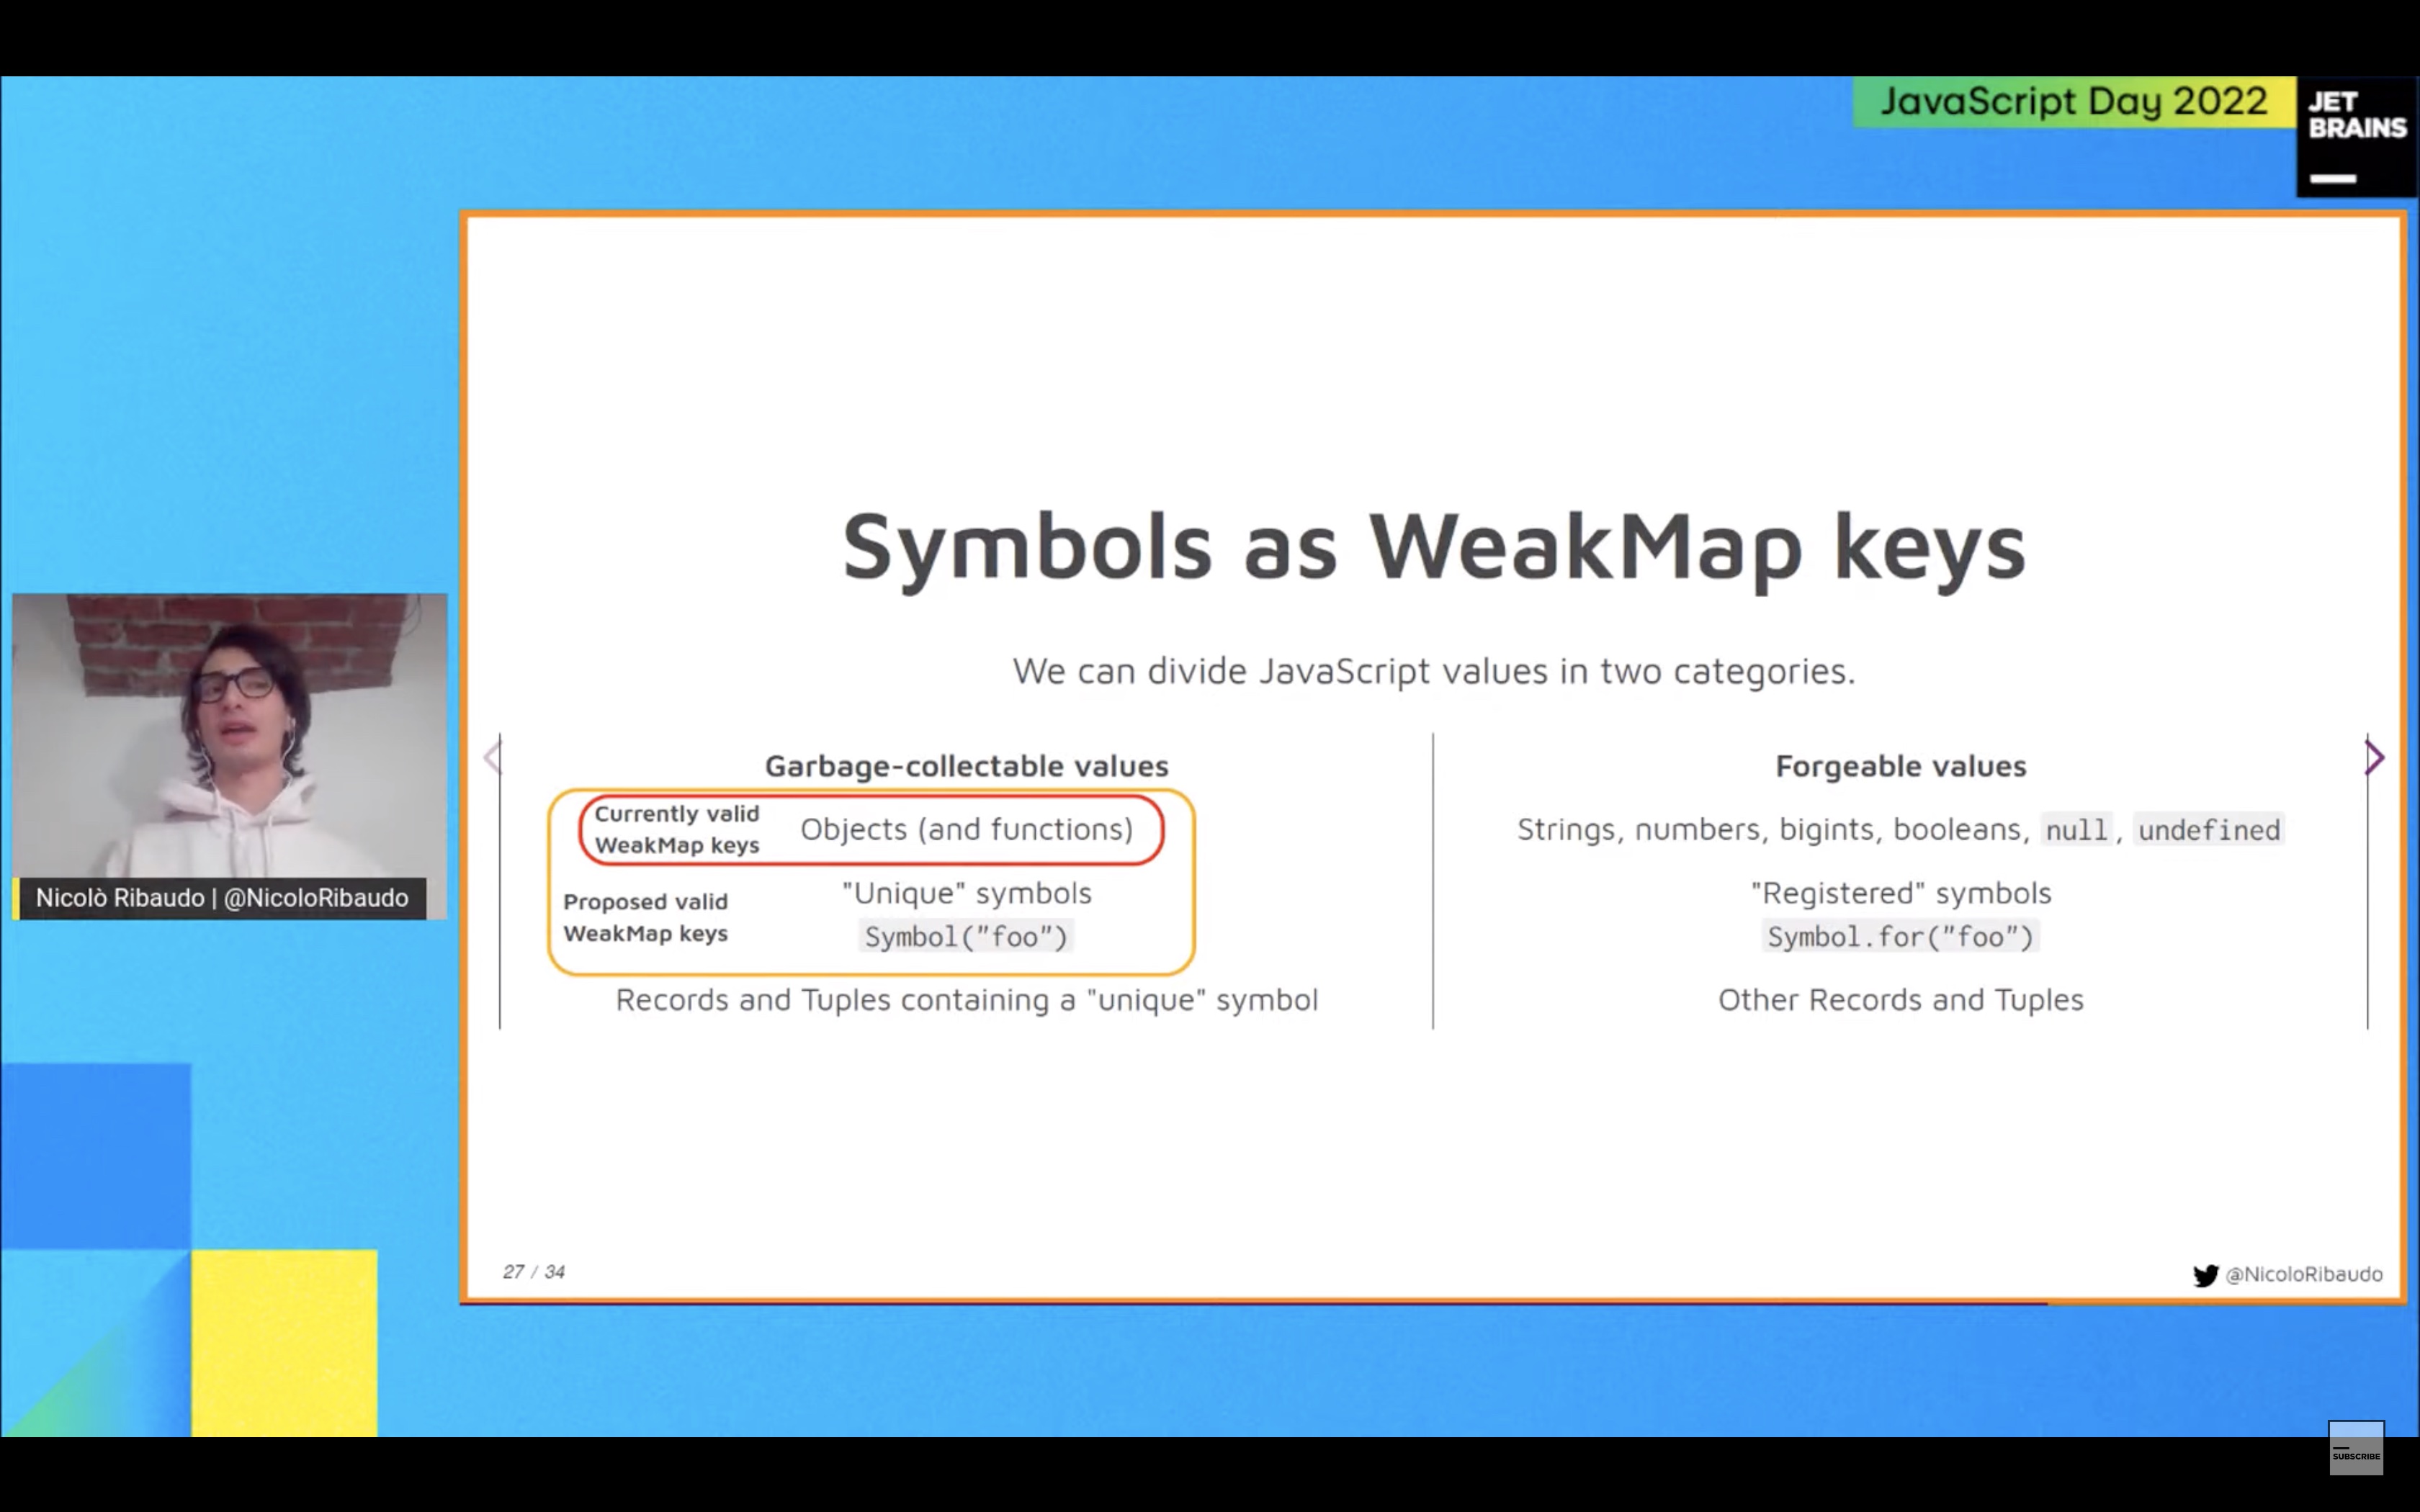 JavaScript Day 2022
JET
BRAINS
Symbols as WeakMap keys
We can divide JavaScript values in two categories.
Garbage-collectable values
Currently valid
WeakMap keys
Objects (and functions)
Proposed valid
WeakMap keys
"Unique" symbols
Symbol("foo")
Records and Tuples containing a "unique" symbol
Forgeable values
Strings, numbers, bigints, booleans, null, undefined
"Registered" symbols
Symbol.for("foo")
Other Records and Tuples
Nicolò Ribaudo | @NicoloRibaudo
27 / 34
@NicoloRibaudo
SUBSCRIBE